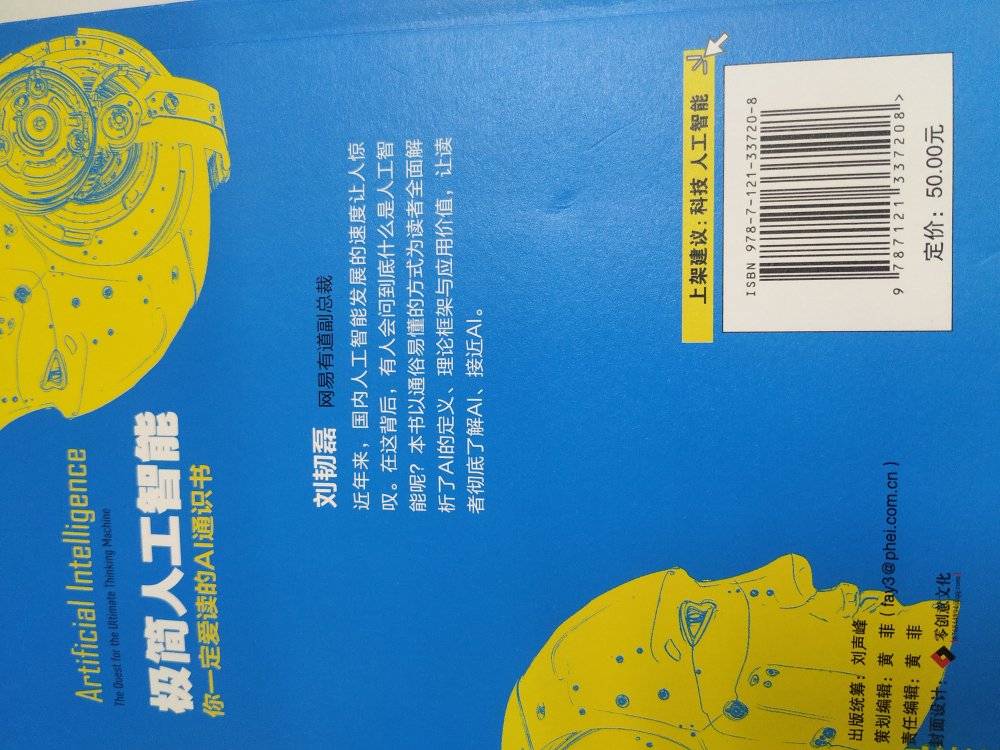 Artificial Intelligence
The Quest for the Ultimate Thinking Machine
极简人工智能
你一定爱读的AI通识书
刘韧磊 网易有道副总裁
近年来，国内人工智能发展的速度让人惊
叹。在这背后，有人会问到底什么是人工智
能呢？本书以通俗易懂的方式为读者全面解
析了AI的定义、理论框架与应用价值，让读
者彻底了解AI、接近AI。
上架建议：科技 人工智能
ISBN 978-7-121-33720-8
9 787121 337208 >
定价：50.00元
出版统筹：刘声峰
策划编辑：黄 菲（fay3@phei.com.cn）
责任编辑：黄 菲
封面设计：零创意文化